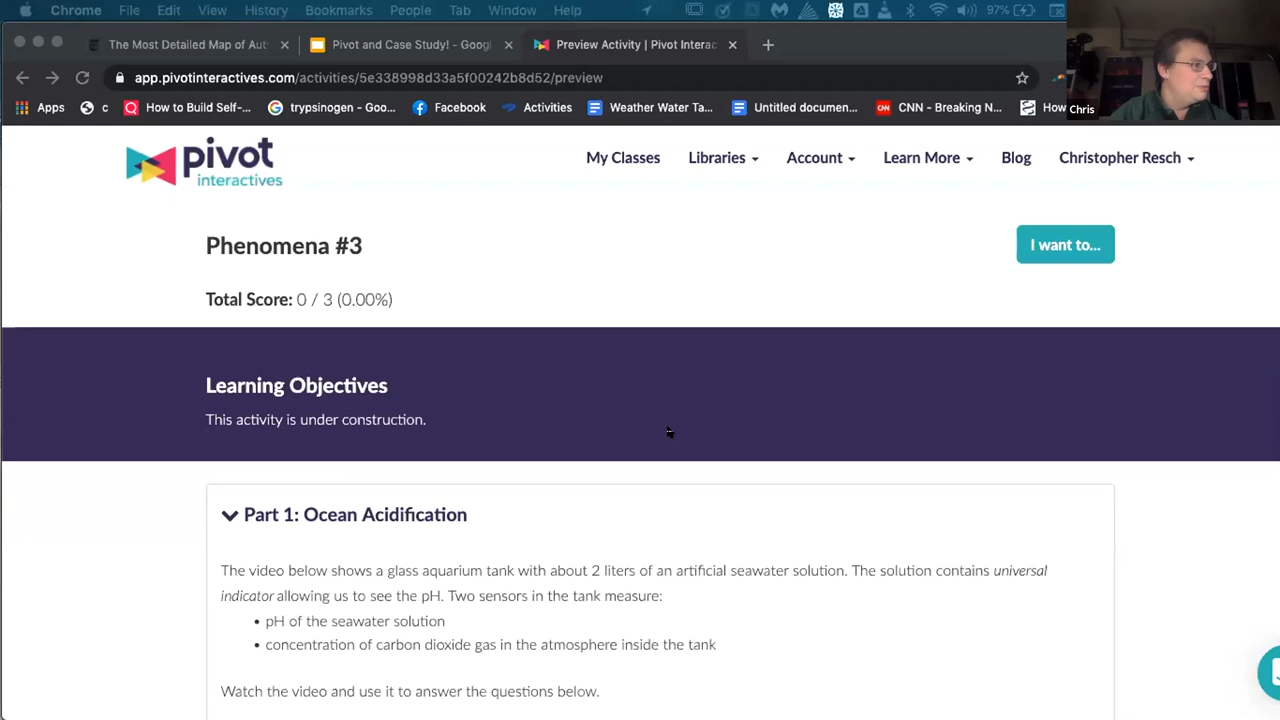 Chrome File Edit View History Bookmarks People Tab Window Help 97%
The Most Detailed Map of Aut Pivot and Case Study! - Googl Preview Activity | Pivot Interac
app.pivotinteractives.com/activities/5e338998d33a5f00242b8d52/preview
Apps c How to Build Self-... trypsinogen - Goo... Facebook Activities Weather Water Ta... Untitled documen... CNN - Breaking N... How
Chris
pivot
interactives
My Classes Libraries Account Learn More Blog Christopher Resch
Phenomena #3
I want to...
Total Score: 0 / 3 (0.00%)
Learning Objectives
This activity is under construction.
Part 1: Ocean Acidification
The video below shows a glass aquarium tank with about 2 liters of an artificial seawater solution. The solution contains universal
indicator allowing us to see the pH. Two sensors in the tank measure:
• pH of the seawater solution
• concentration of carbon dioxide gas in the atmosphere inside the tank
Watch the video and use it to answer the questions below.